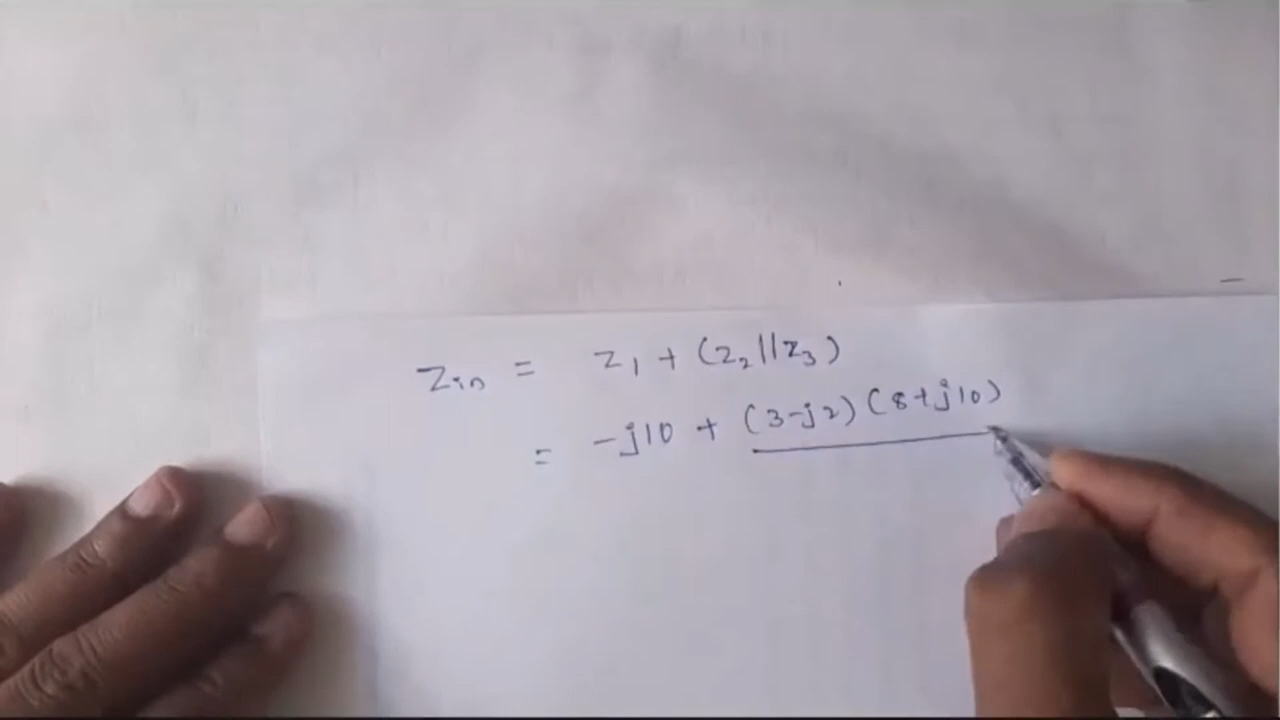 Zin = Z1 + (Z2||Z3)
= -j10 + (3-j2)(8+j10)